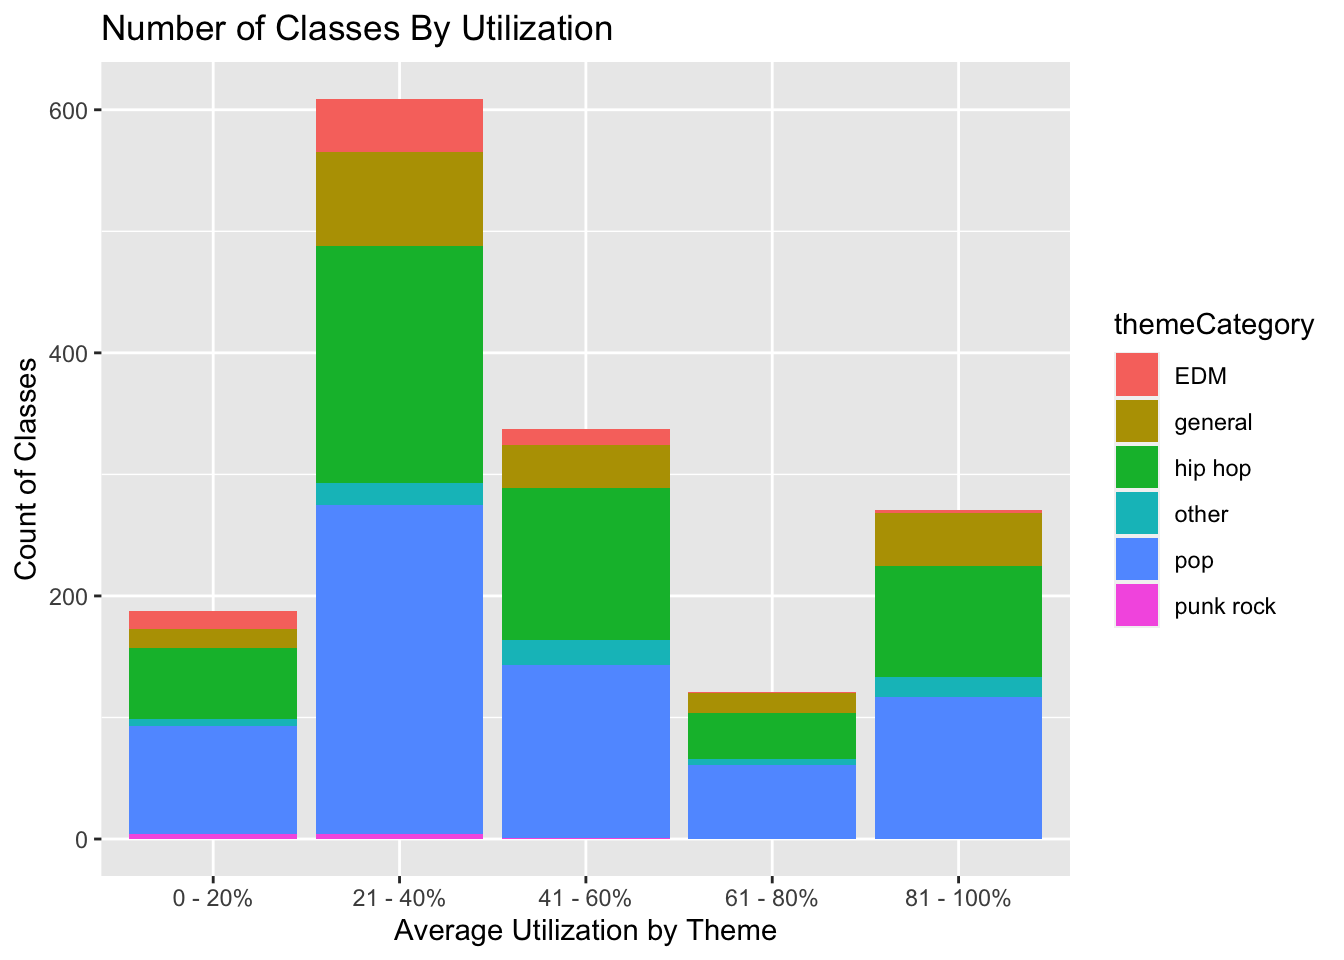 Number of Classes By Utilization
600
400
200
0
Count of Classes
0 - 20%
21 - 40%
41 - 60%
61 - 80%
81 - 100%
Average Utilization by Theme
themeCategory
EDM
general
hip hop
other
pop
punk rock